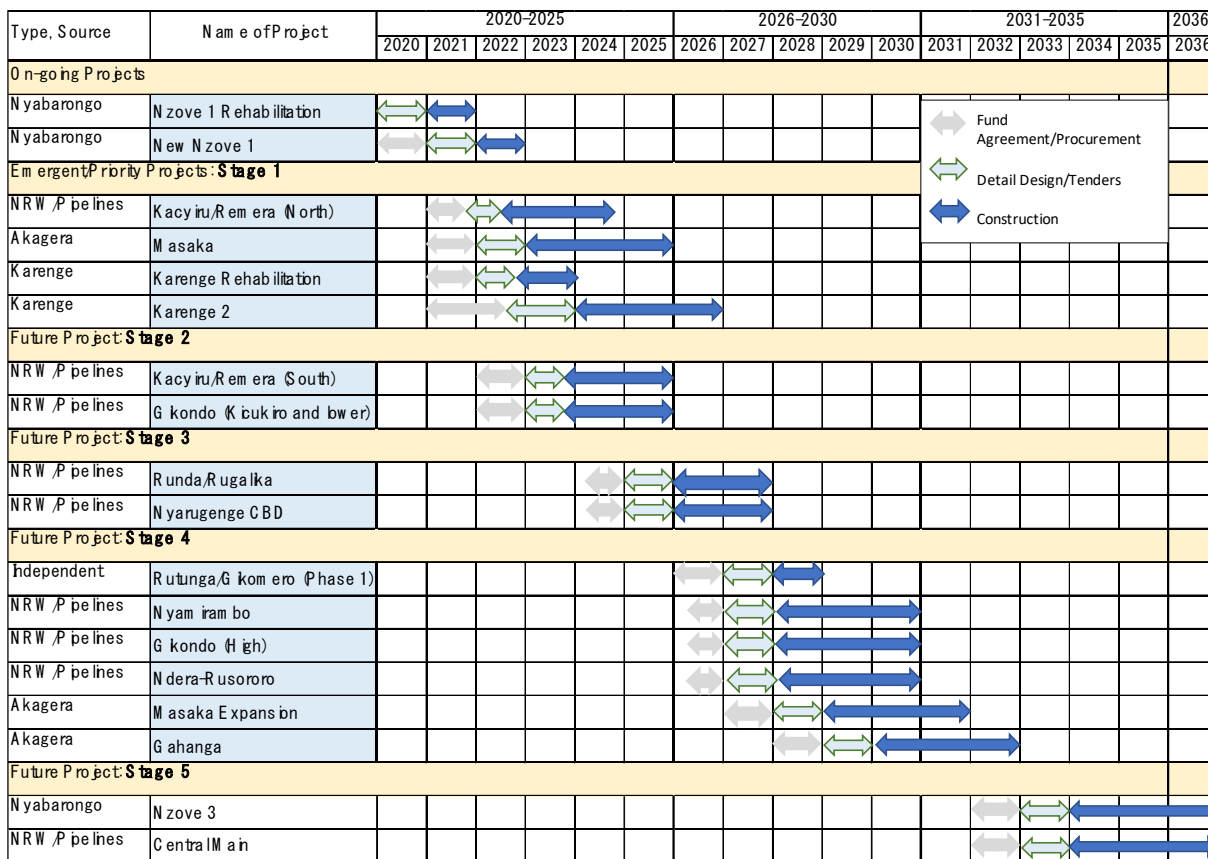 Type, Source Name of Project 2020-2025 2026-2030 2031-2035 2036
2020 2021 2022 2023 2024 2025 2026 2027 2028 2029 2030 2031 2032 2033 2034 2035 2036
On-going Projects
Nyabarongo Nzove 1 Rehabilitation
Nyabarongo New Nzove 1
Fund
Agreement/Procurement
Detail Design/Tenders
Construction
Emergent/Priority Projects: Stage 1
NRW/Pipelines Kacyiru/Remera (North)
Akagera Masaka
Karenge Karenge Rehabilitation
Karenge Karenge 2
Future Project: Stage 2
NRW/Pipelines Kacyiru/Remera (South)
NRW/Pipelines Gikondo (Kicukiro and lower)
Future Project: Stage 3
NRW/Pipelines Runda/Rugalika
NRW/Pipelines Nyarugenge CBD
Future Project: Stage 4
Independent Rutunga/Gikomero (Phase 1)
NRW/Pipelines Nyamirambo
NRW/Pipelines Gikondo (High)
NRW/Pipelines Ndera-Rusororo
Akagera Masaka Expansion
Akagera Gahanga
Future Project: Stage 5
Nyabarongo Nzove 3
NRW/Pipelines Central Main